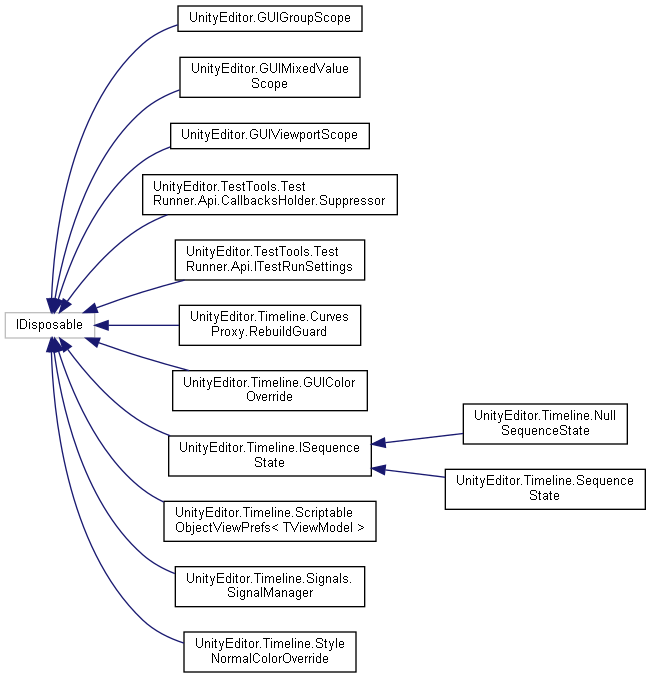 UnityEditor.GUIGroupScope
UnityEditor.GUIMixedValue
Scope
UnityEditor.GUIViewportScope
UnityEditor.TestTools.Test
Runner.Api.CallbacksHolder.Suppressor
UnityEditor.TestTools.Test
Runner.Api.ITestRunSettings
IDisposable
UnityEditor.Timeline.Curves
Proxy.RebuildGuard
UnityEditor.Timeline.GUIColor
Override
UnityEditor.Timeline.ISequence
State
UnityEditor.Timeline.Null
SequenceState
UnityEditor.Timeline.Sequence
State
UnityEditor.Timeline.Scriptable
ObjectViewPrefs< TViewModel >
UnityEditor.Timeline.Signals.
SignalManager
UnityEditor.Timeline.Style
NormalColorOverride